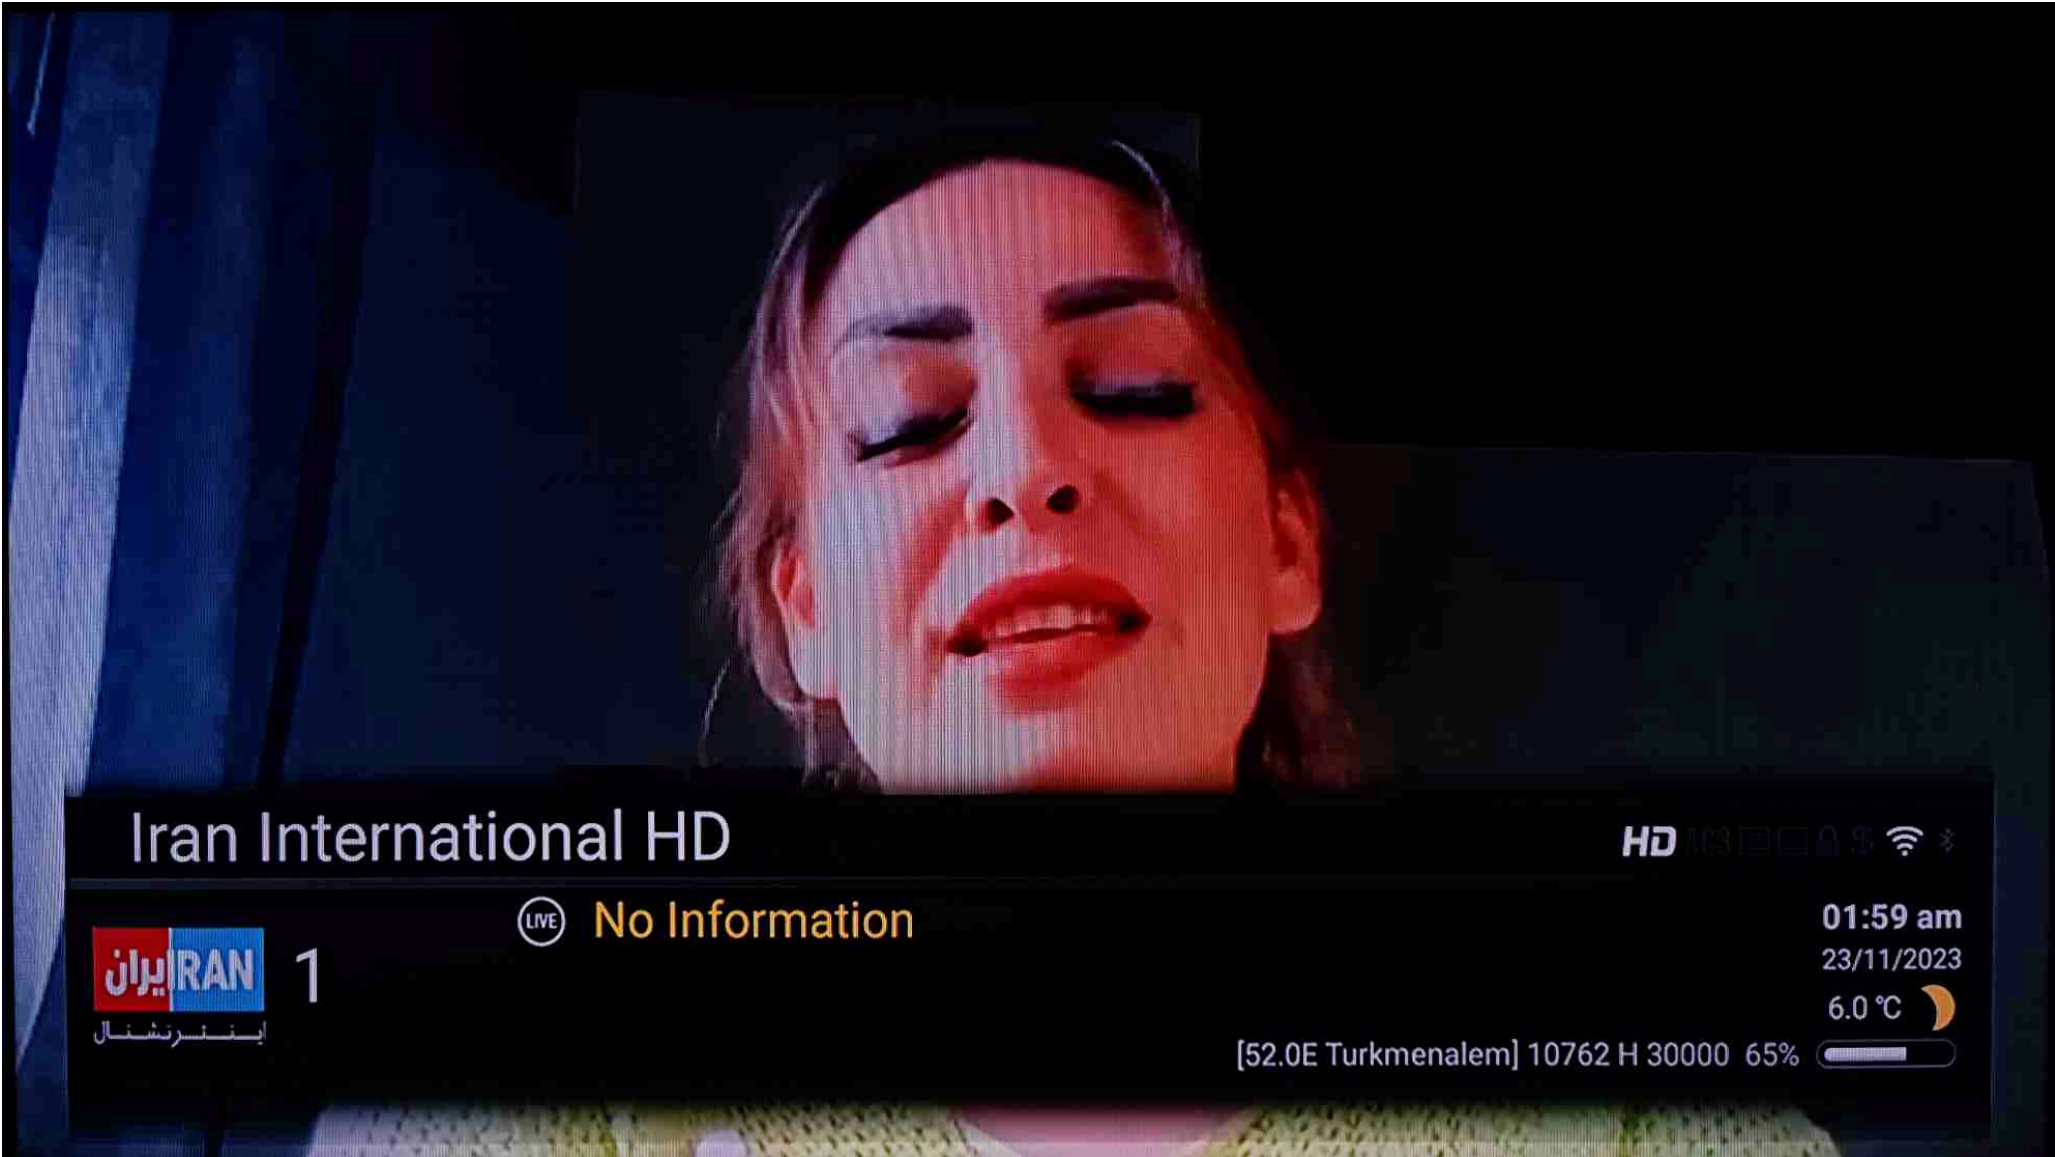 Iran International HD
HD
LIVE No Information
01:59 am
ایران IRAN
1
23/11/2023
6.0 °C
اینترنشنال
[52.0E Turkmenalem] 10762 H 30000 65%